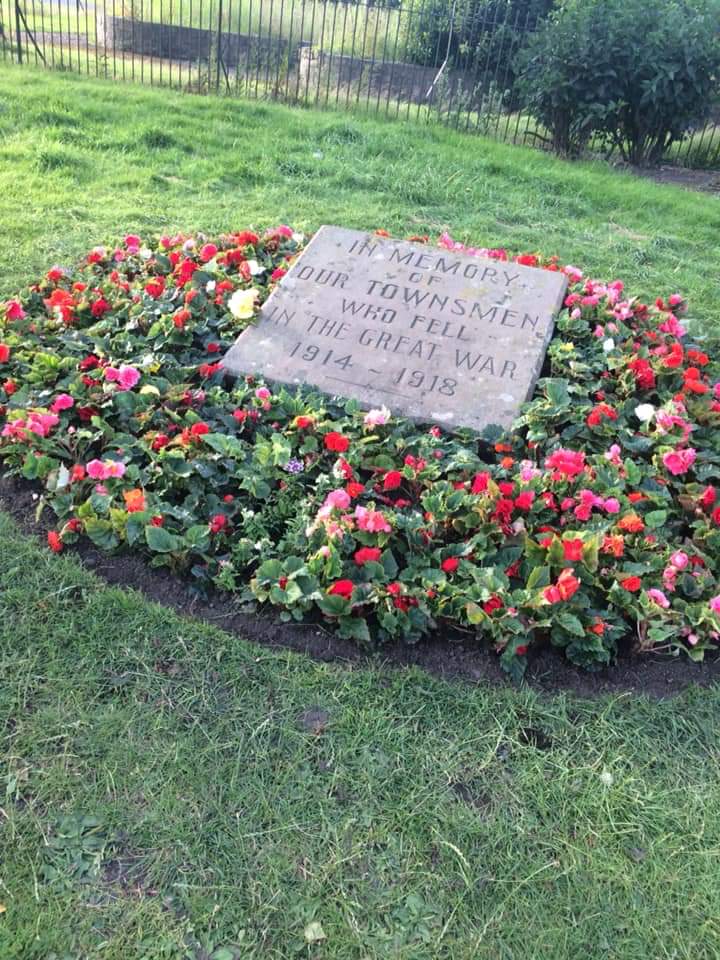 IN MEMORY
OF
OUR TOWNSMEN
WHO FELL
IN THE GREAT WAR
1914 ~ 1918